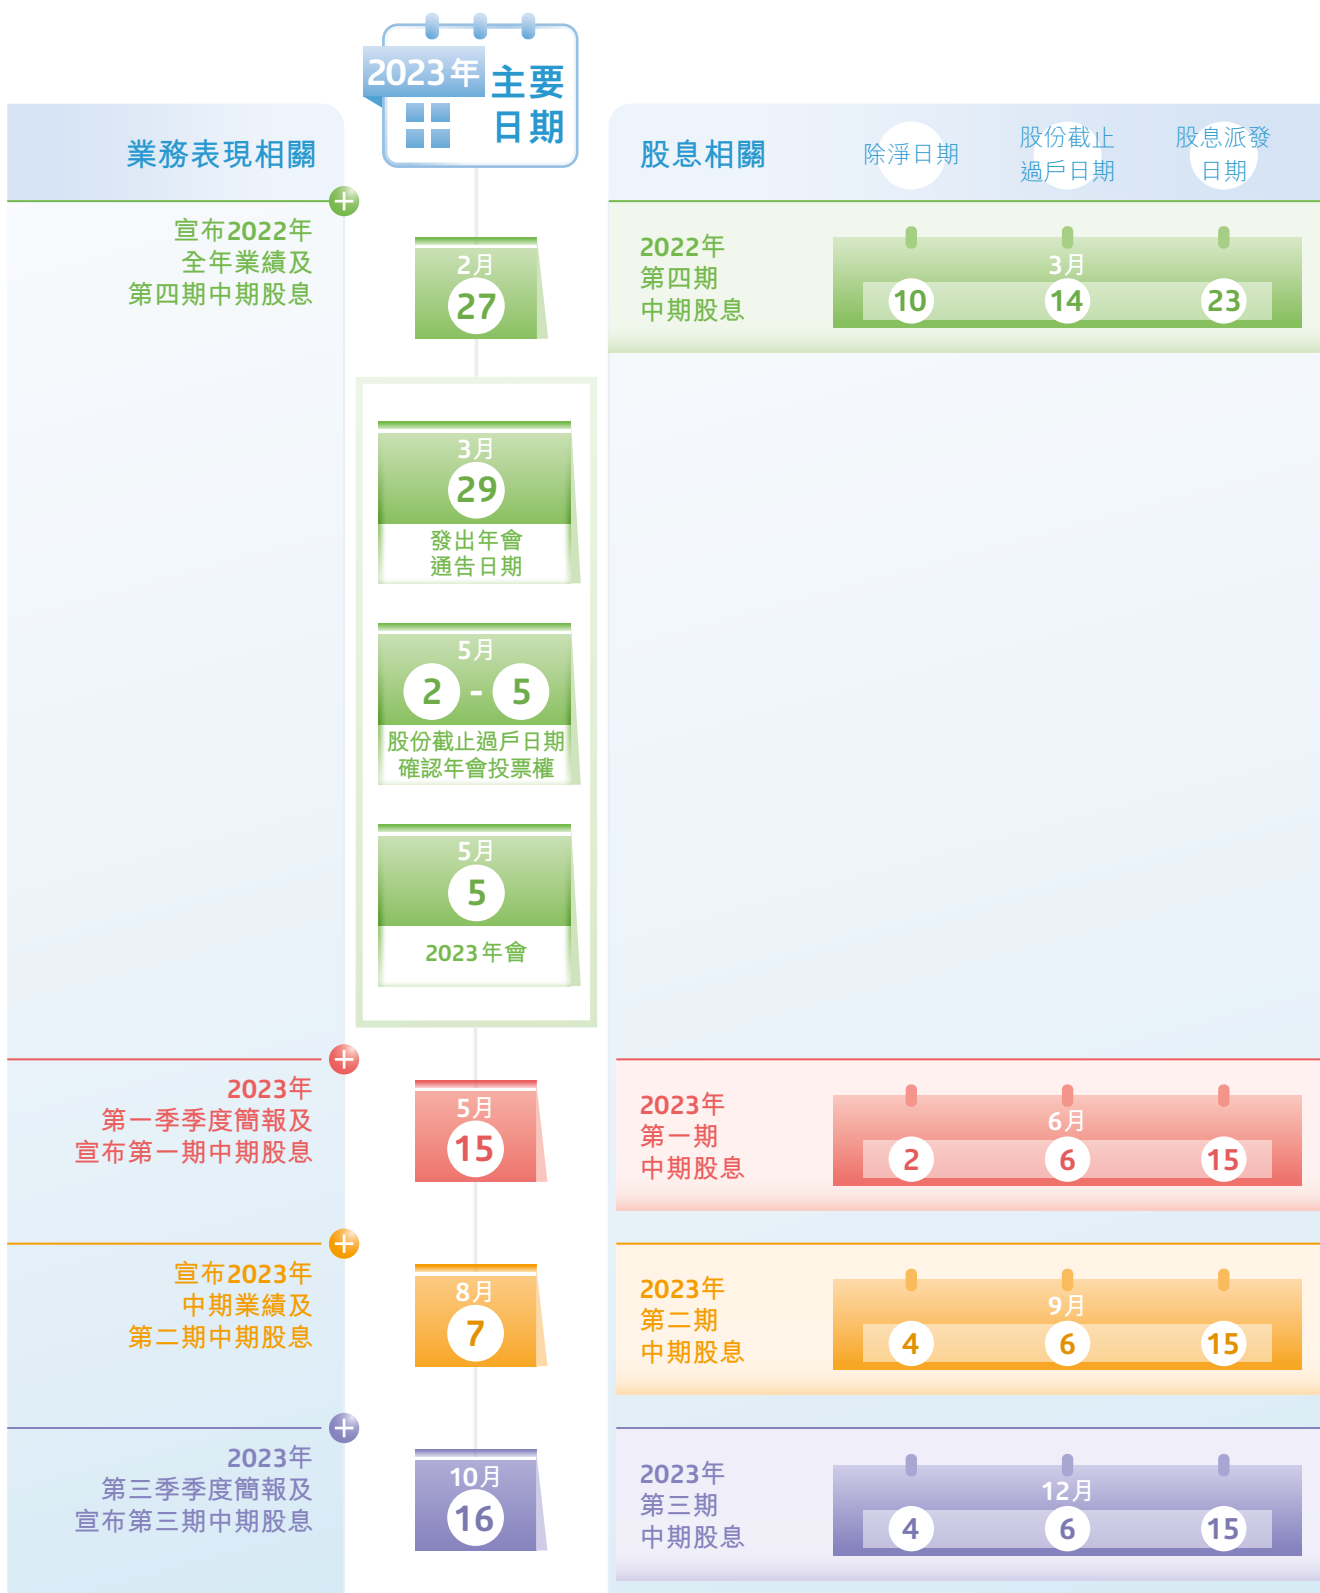 2023年
主要
日期
業務表現相關
股息相關
除淨日期
股份截止
過戶日期
股息派發
日期
宣布2022年
全年業績及
第四期中期股息
2月
27
2022年
第四期
中期股息
3月
10 14 23
3月
29
發出年會
通告日期
5月
2 - 5
股份截止過戶日期
確認年會投票權
5月
5
2023年會
2023年
第一季季度簡報及
宣布第一期中期股息
5月
15
2023年
第一期
中期股息
6月
2 6 15
宣布2023年
中期業績及
第二期中期股息
8月
7
2023年
第二期
中期股息
9月
4 6 15
2023年
第三季季度簡報及
宣布第三期中期股息
10月
16
2023年
第三期
中期股息
12月
4 6 15